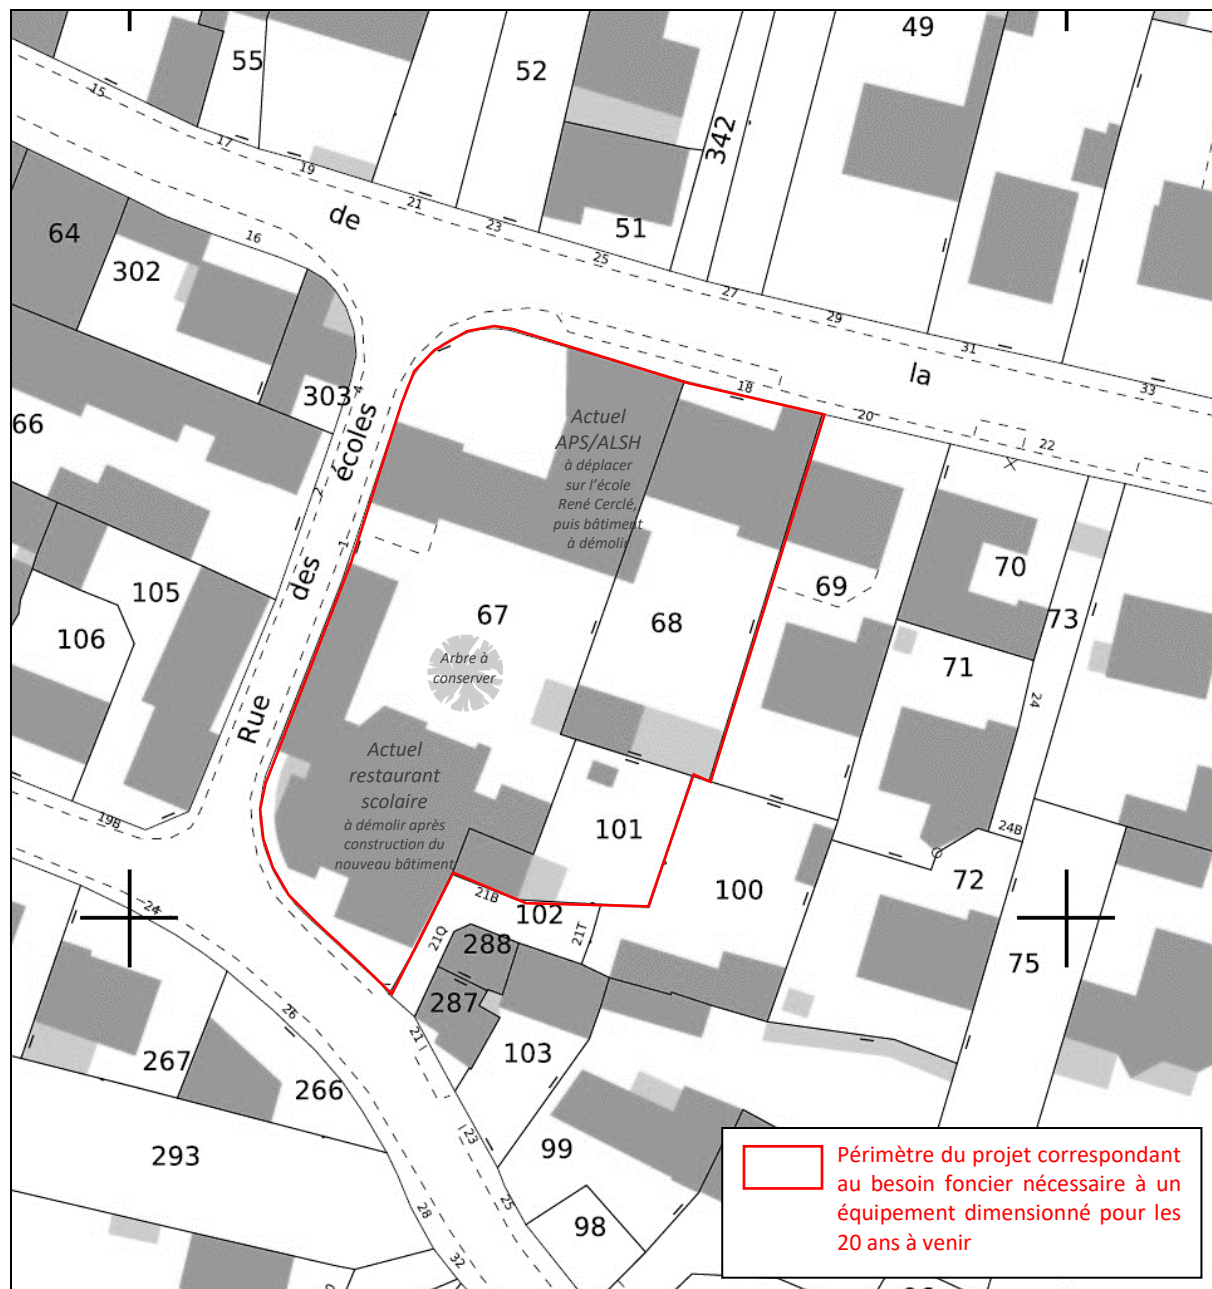 55
52
49
342
15
17
19
21
23
de
51
25
64
302
16
27
29
31
la
33
303
4
18
20
22
66
écoles
Actuel
APS/ALSH
à déplacer
sur l'école
René Cerclé,
puis bâtiment
à démolir
2
1
des
105
106
67
68
69
70
73
71
Arbre à
conserver
24
Rue
Actuel
restaurant
scolaire
à démolir après
construction du
nouveau bâtiment
19B
101
24B
100
72
21B
102
21Q
21T
288
24
75
287
26
21
103
267
266
23
99
293
25
28
98
32
Périmètre du projet correspondant
au besoin foncier nécessaire à un
équipement dimensionné pour les
20 ans à venir